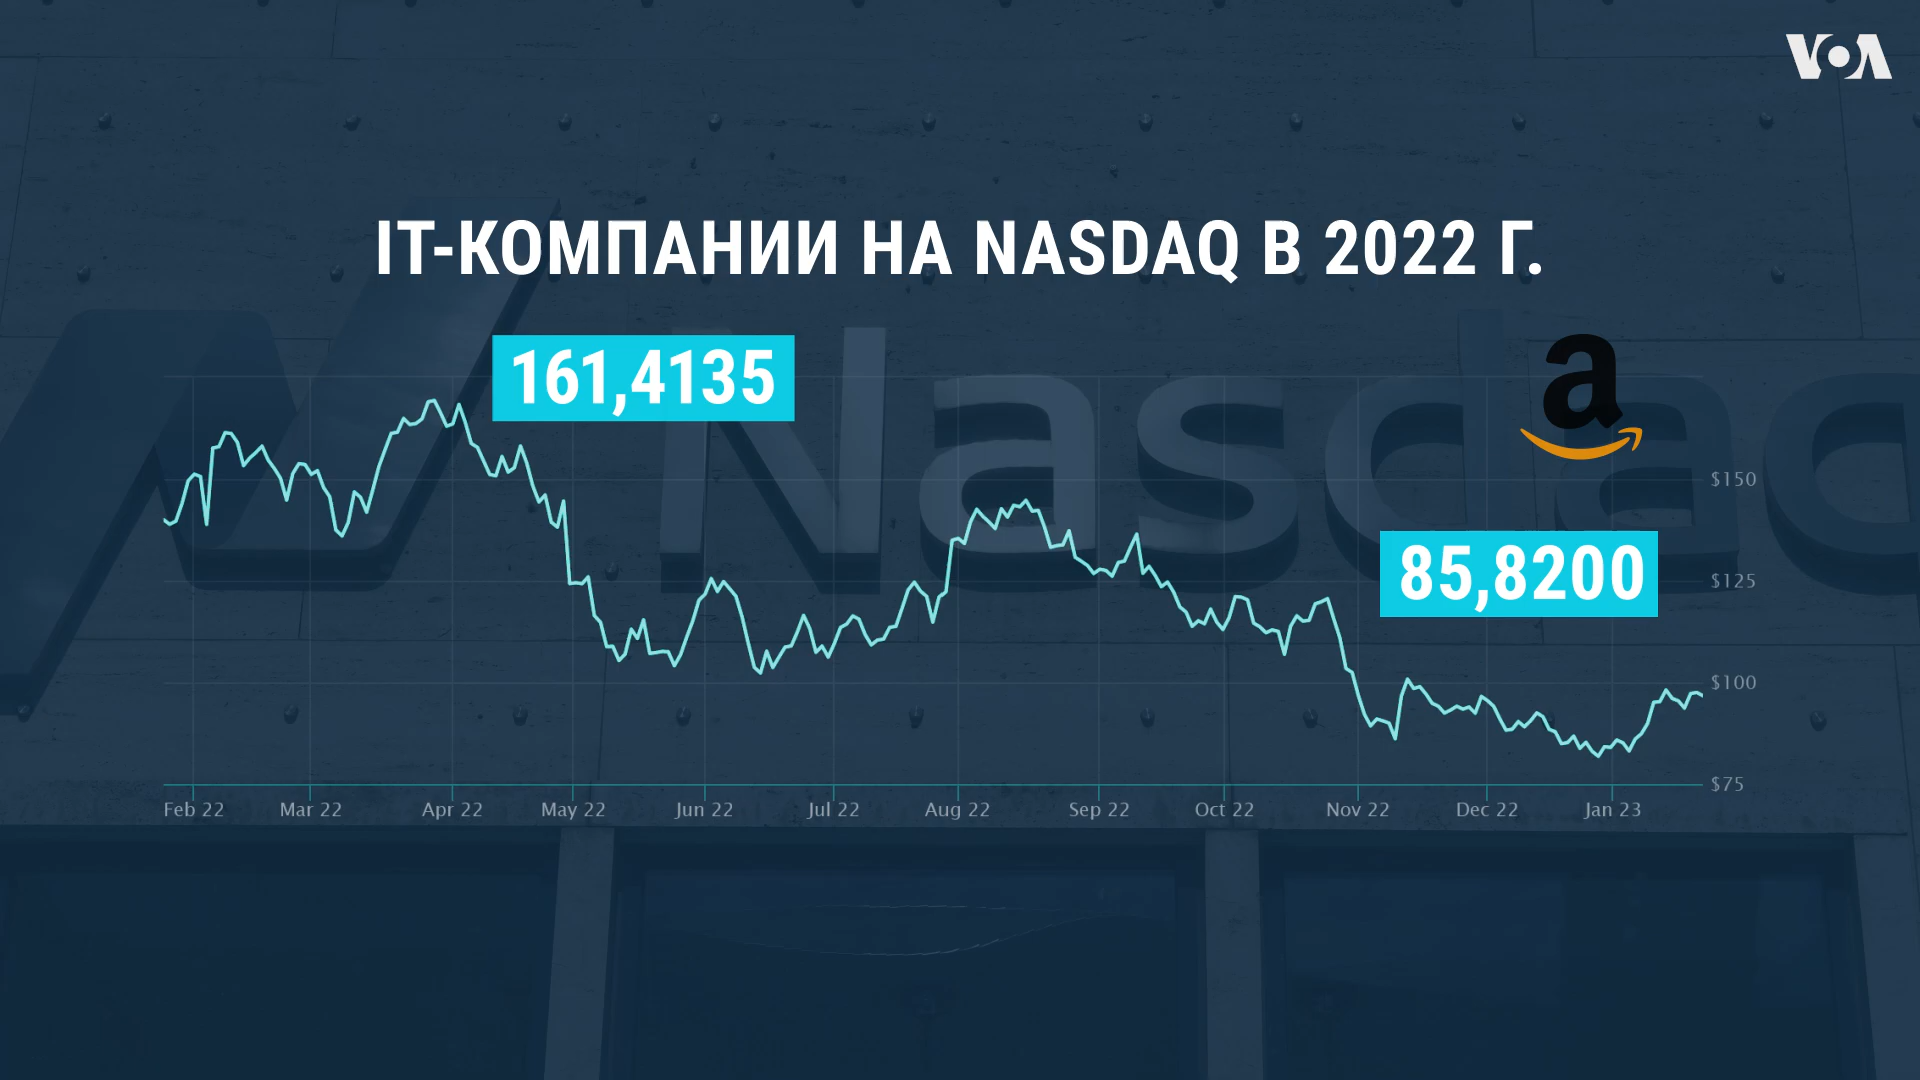 VOA
IT-КОМПАНИИ НА NASDAQ В 2022 Г.
161,4135
Nasdaq
a
$150
85,8200
$125
$100
$75
Feb 22 Mar 22 Apr 22 May 22 Jun 22 Jul 22 Aug 22 Sep 22 Oct 22 Nov 22 Dec 22 Jan 23